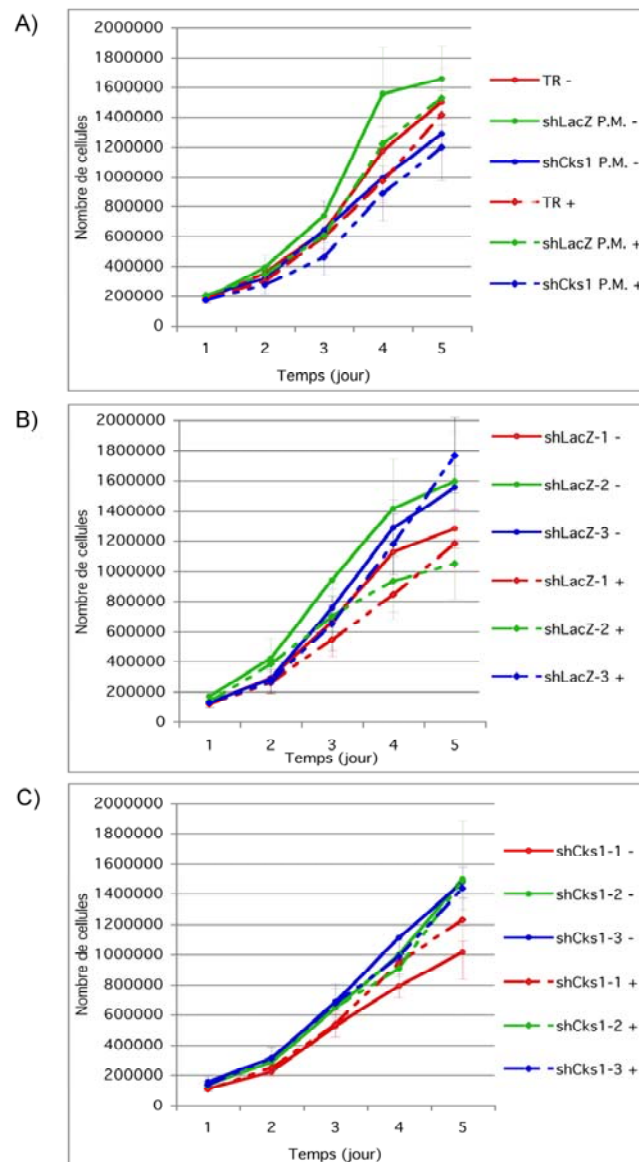 A)
Nombre de cellules
2000000
1800000
1600000
1400000
1200000
1000000
800000
600000
400000
200000
0
1 2 3 4 5
Temps (jour)
TR -
shLacZ P.M. -
shCks1 P.M. -
TR +
shLacZ P.M. +
shCks1 P.M. +
B)
Nombre de cellules
2000000
1800000
1600000
1400000
1200000
1000000
800000
600000
400000
200000
0
1 2 3 4 5
Temps (jour)
shLacZ-1 -
shLacZ-2 -
shLacZ-3 -
shLacZ-1 +
shLacZ-2 +
shLacZ-3 +
C)
Nombre de cellules
2000000
1800000
1600000
1400000
1200000
1000000
800000
600000
400000
200000
0
1 2 3 4 5
Temps (jour)
shCks1-1 -
shCks1-2 -
shCks1-3 -
shCks1-1 +
shCks1-2 +
shCks1-3 +